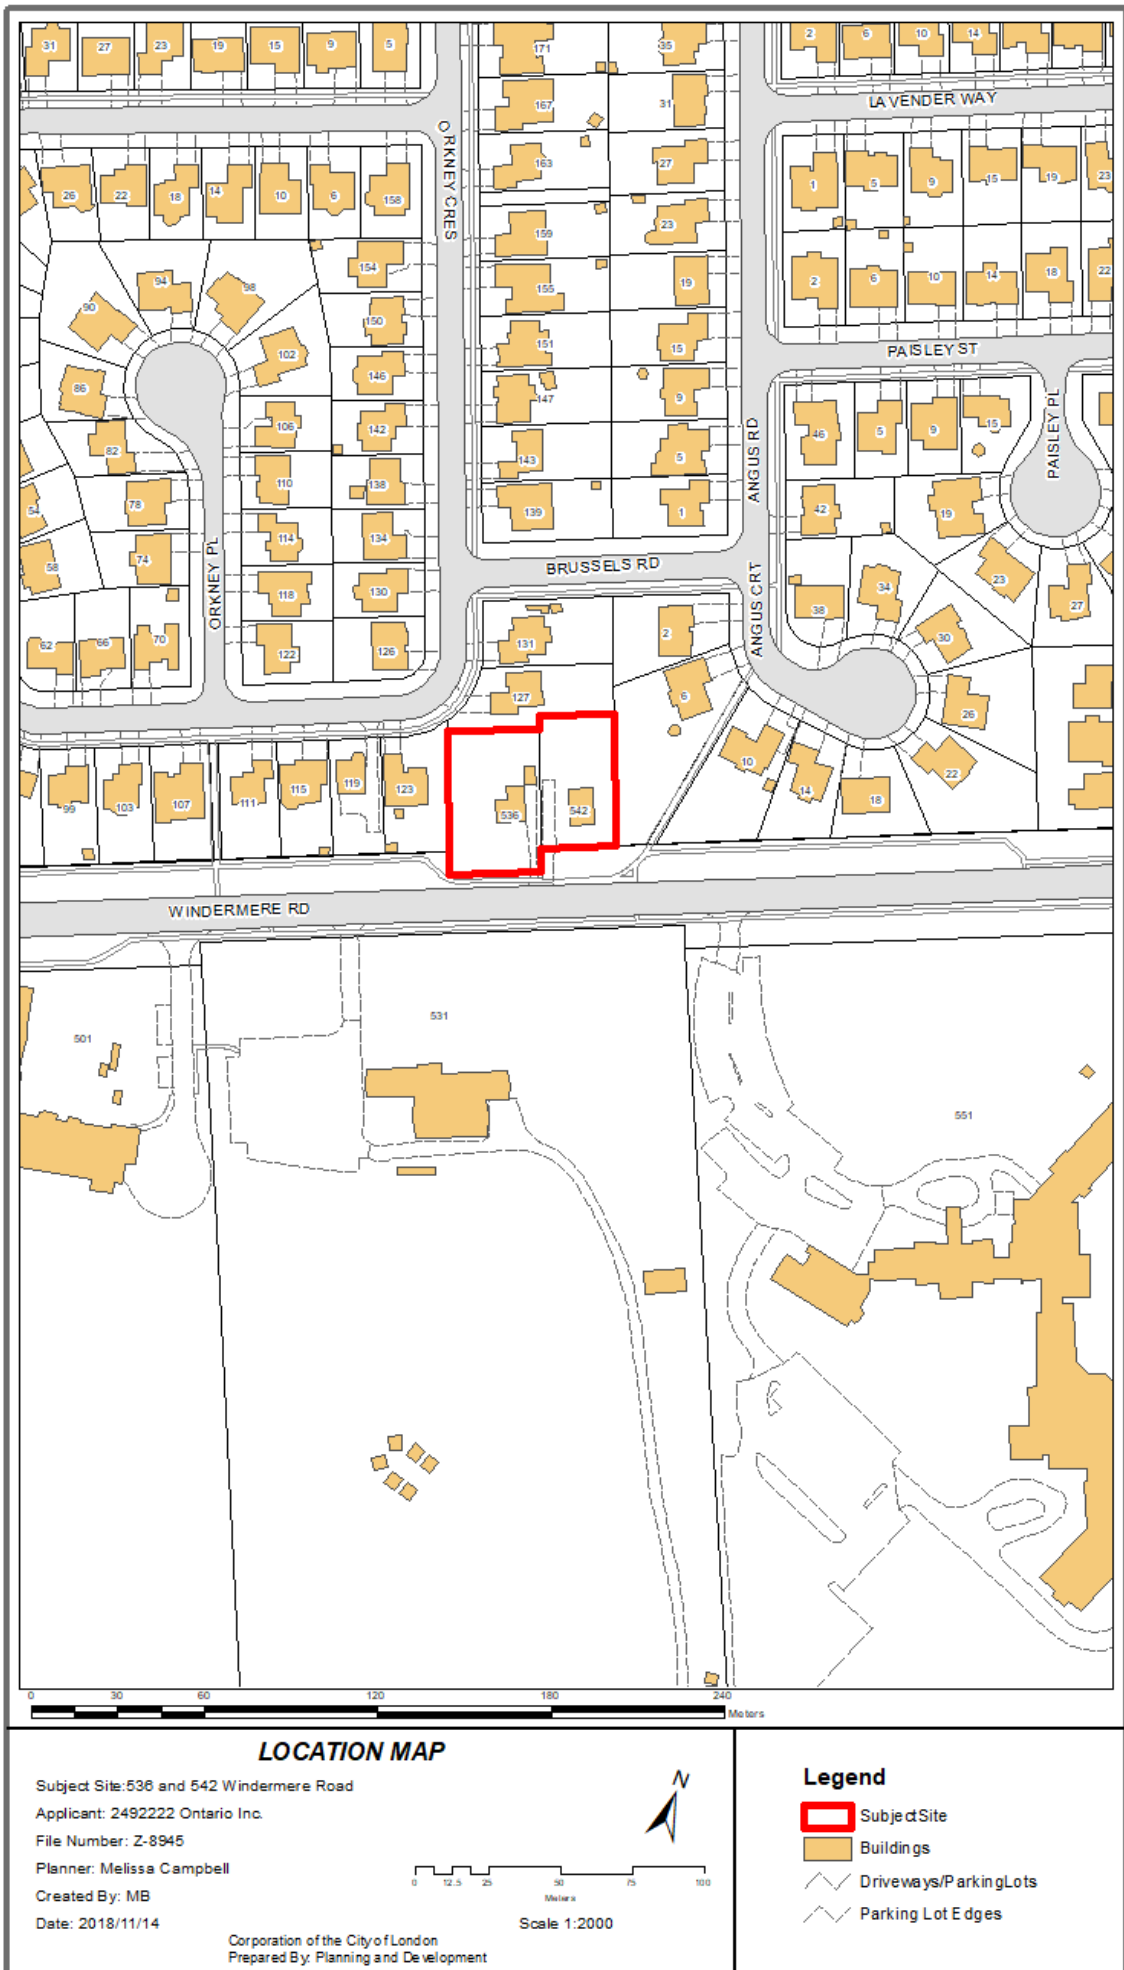 31 27 23 19 15 9 5 171 35 2 6 10 14
LAVENDER WAY
167 31
ORKNEY CRES
163 27
26 22 18 14 10 6 158 1 5 9 15 19 23
159 23
154
94 98 155 19 2 6 10 14 18 22
90 150
151 15 PAISLEY ST
102
86 146 147 9
106 142 46 5 9 15
PAISLEY PL
82 143 5 ANGUS RD
110 138
54 78 139 1 42 19
114 134
ORKNEY PL
58 74 BRUSSELS RD 23
118 130 38 34 27
ANGUS CRT
62 66 70 122 126 131 2 30
127 6 26
99 103 107 111 115 119 123 10 14 18 22
536 542
WINDERMERE RD
531
501
551
0 30 60 120 180 240
Meters
LOCATION MAP
Subject Site:536 and 542 Windermere Road
Applicant: 2492222 Ontario Inc.
File Number: Z-8945
Planner: Melissa Campbell
Created By: MB
Date: 2018/11/14
N
0 12.5 25 50 75 100
Meters
Scale 1:2000
Corporation of the City of London
Prepared By: Planning and Development
Legend
Subject Site
Buildings
Driveways/Parking Lots
Parking Lot Edges